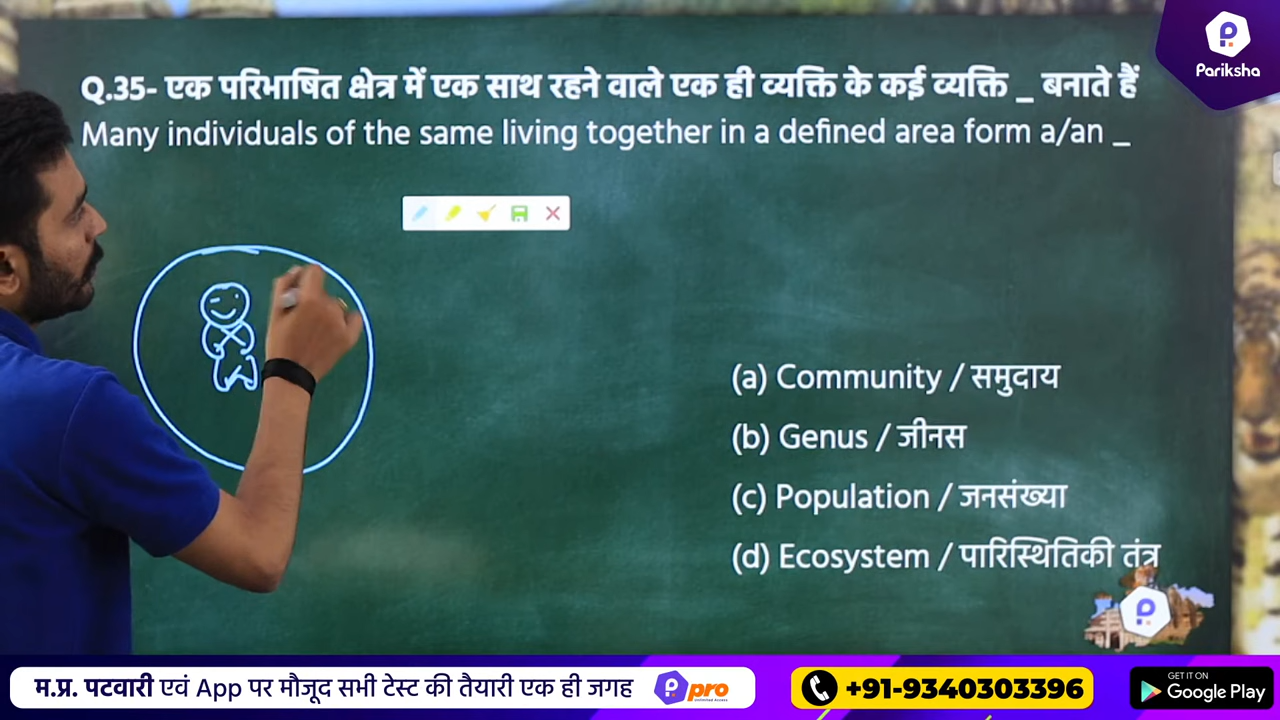 Pariksha
Q.35- एक परिभाषित क्षेत्र में एक साथ रहने वाले एक ही व्यक्ति के कई व्यक्ति _ बनाते हैं
Many individuals of the same living together in a defined area form a/an _
(a) Community / समुदाय
(b) Genus / जीनस
(c) Population / जनसंख्या
(d) Ecosystem / पारिस्थितिकी तंत्र
म.प्र. पटवारी एवं App पर मौजूद सभी टेस्ट की तैयारी एक ही जगह
pro
+91-9340303396
GET IT ON
Google Play